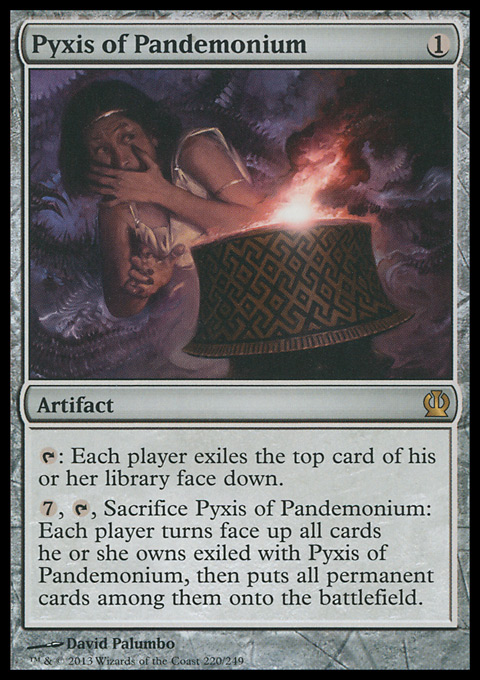 Pyxis of Pandemonium 1
Artifact
: Each player exiles the top card of his
or her library face down.
7, , Sacrifice Pyxis of Pandemonium:
Each player turns face up all cards
he or she owns exiled with Pyxis of
Pandemonium, then puts all permanent
cards among them onto the battlefield.
David Palumbo
™ & © 2013 Wizards of the Coast 220/249